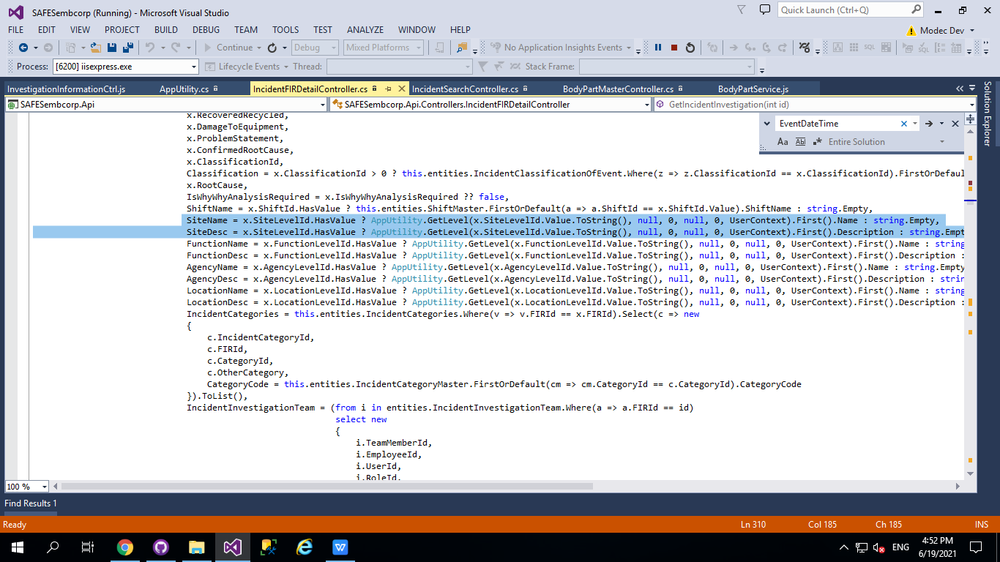 SAFESembcorp (Running) - Microsoft Visual Studio
Quick Launch (Ctrl+Q)
FILE EDIT VIEW PROJECT BUILD DEBUG TEAM TOOLS TEST ANALYZE WINDOW HELP
Modec Dev
Continue Debug Mixed Platforms No Application Insights Events
Process: [6200] iisexpress.exe Lifecycle Events Thread: Stack Frame:
InvestigationInformationCtrl.js AppUtility.cs IncidentFIRDetailController.cs IncidentSearchController.cs BodyPartMasterController.cs BodyPartService.js
Solution Explorer
SAFESembcorp.Api SAFESembcorp.Api.Controllers.IncidentFIRDetailController GetIncidentInvestigation(int id)
EventDateTime
Aa Ab Entire Solution
x.RecoveredRecycled,
x.DamageToEquipment,
x.ProblemStatement,
x.ConfirmedRootCause,
x.ClassificationId,
Classification = x.ClassificationId > 0 ? this.entities.IncidentClassificationOfEvent.Where(z => z.ClassificationId == x.ClassificationId).FirstOrDefaul
x.RootCause,
IsWhyWhyAnalysisRequired = x.IsWhyWhyAnalysisRequired ?? false,
ShiftName = x.ShiftId.HasValue ? this.entities.ShiftMaster.FirstOrDefault(a => a.ShiftId == x.ShiftId.Value).ShiftName : string.Empty,
SiteName = x.SiteLevelId.HasValue ? AppUtility.GetLevel(x.SiteLevelId.Value.ToString(), null, 0, null, 0, UserContext).First().Name : string.Empty,
SiteDesc = x.SiteLevelId.HasValue ? AppUtility.GetLevel(x.SiteLevelId.Value.ToString(), null, 0, null, 0, UserContext).First().Description : string.Empt
FunctionName = x.FunctionLevelId.HasValue ? AppUtility.GetLevel(x.FunctionLevelId.Value.ToString(), null, 0, null, 0, UserContext).First().Name : string
FunctionDesc = x.FunctionLevelId.HasValue ? AppUtility.GetLevel(x.FunctionLevelId.Value.ToString(), null, 0, null, 0, UserContext).First().Description :
AgencyName = x.AgencyLevelId.HasValue ? AppUtility.GetLevel(x.AgencyLevelId.Value.ToString(), null, 0, null, 0, UserContext).First().Name : string.Empty
AgencyDesc = x.AgencyLevelId.HasValue ? AppUtility.GetLevel(x.AgencyLevelId.Value.ToString(), null, 0, null, 0, UserContext).First().Description : strin
LocationName = x.LocationLevelId.HasValue ? AppUtility.GetLevel(x.LocationLevelId.Value.ToString(), null, 0, null, 0, UserContext).First().Name : string
LocationDesc = x.LocationLevelId.HasValue ? AppUtility.GetLevel(x.LocationLevelId.Value.ToString(), null, 0, null, 0, UserContext).First().Description :
IncidentCategories = this.entities.IncidentCategories.Where(v => v.FIRId == x.FIRId).Select(c => new
{
c.IncidentCategoryId,
c.FIRId,
c.CategoryId,
c.OtherCategory,
CategoryCode = this.entities.IncidentCategoryMaster.FirstOrDefault(cm => cm.CategoryId == c.CategoryId).CategoryCode
}).ToList(),
IncidentInvestigationTeam = (from i in entities.IncidentInvestigationTeam.Where(a => a.FIRId == id)
select new
{
i.TeamMemberId,
i.EmployeeId,
i.UserId,
i.RoleId,
100 %
Find Results 1
Ready Ln 310 Col 185 Ch 185 INS
ENG 4:52 PM
6/19/2021